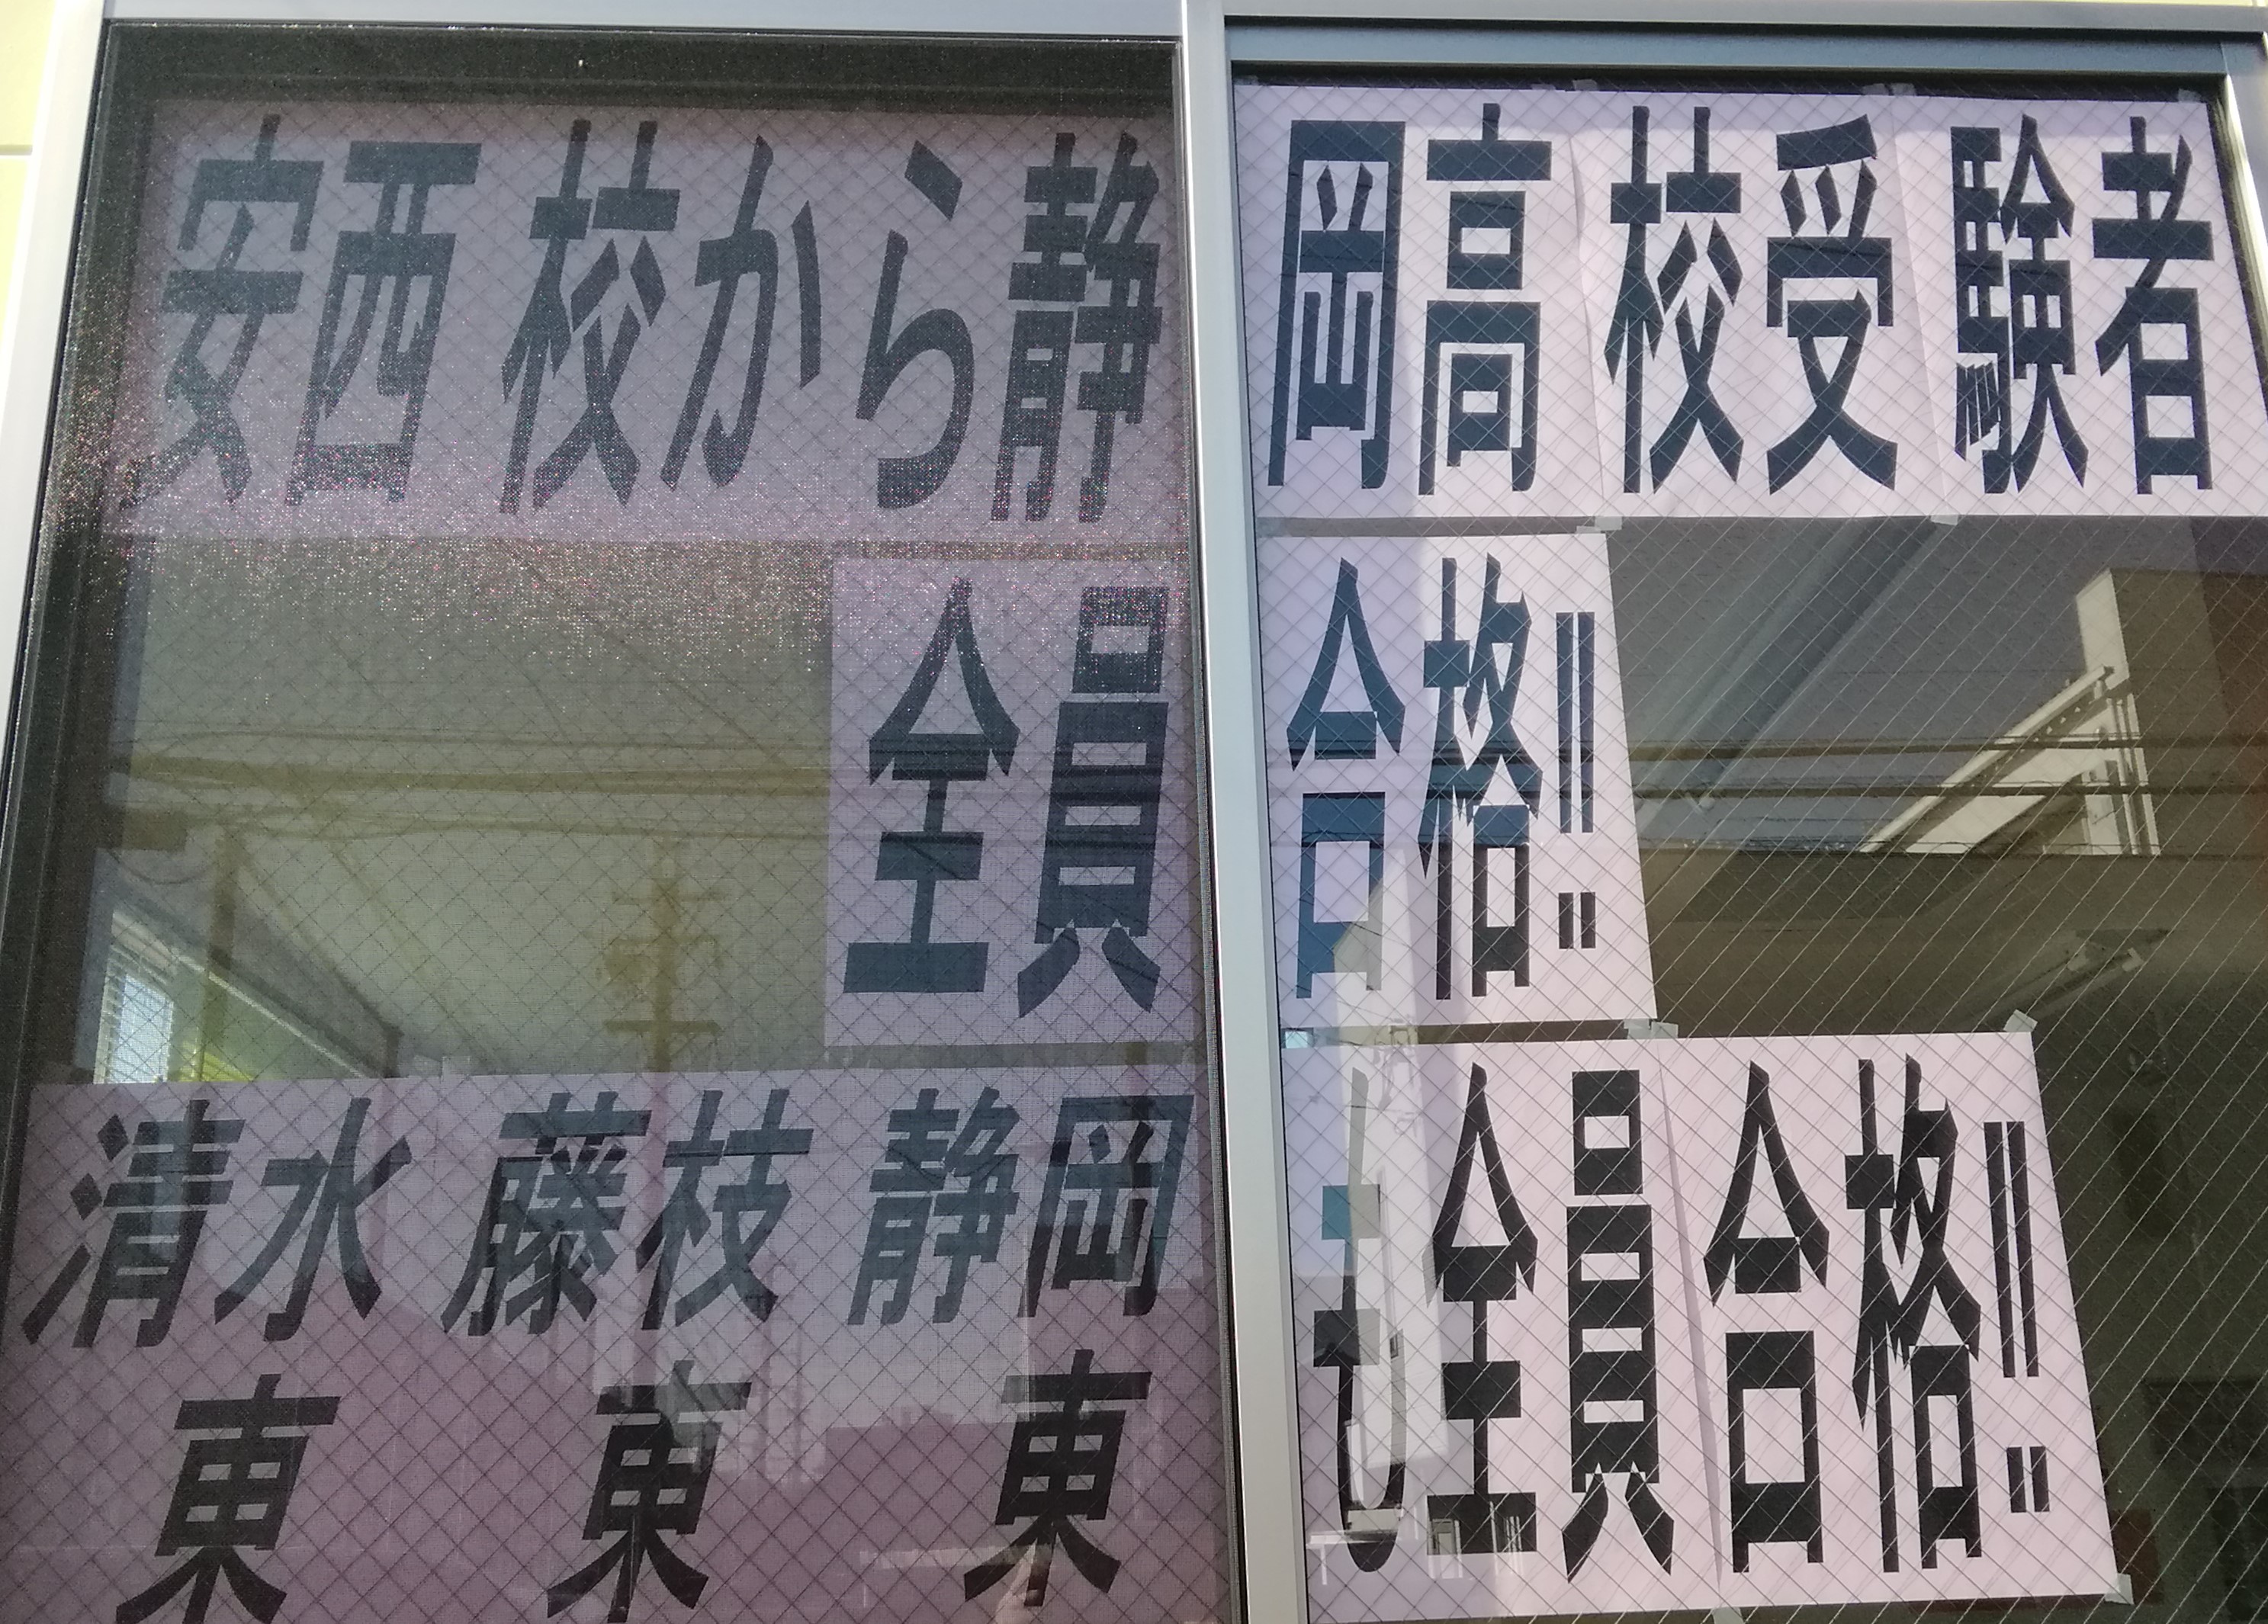 安西校から静岡高校受験者
全員合格!!
清水東 藤枝東 静岡東も全員合格!!